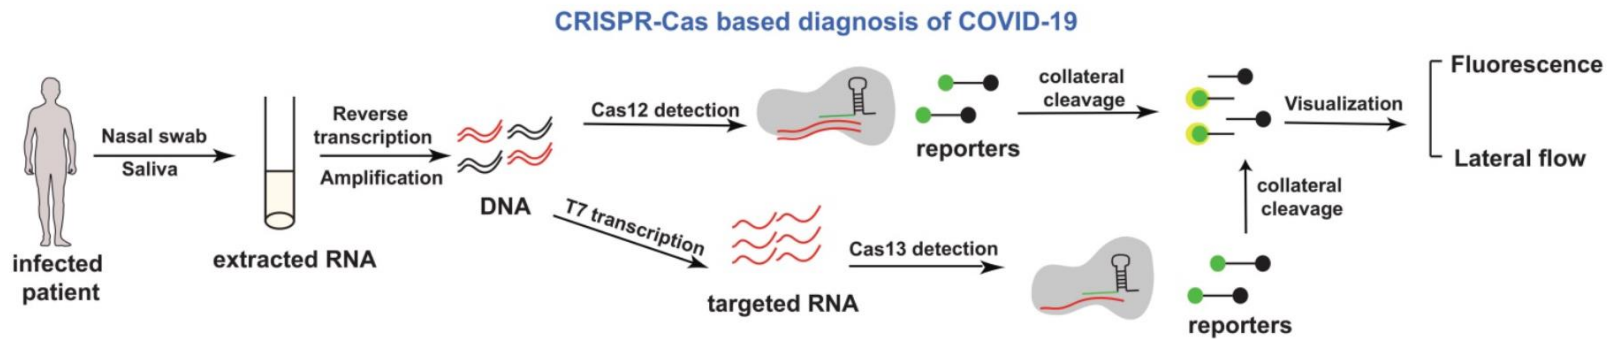 CRISPR-Cas based diagnosis of COVID-19
infected
patient
Nasal swab
Saliva
extracted RNA
Reverse
transcription
Amplification
DNA
Cas12 detection
reporters
collateral
cleavage
Visualization
Fluorescence
Lateral flow
T7 transcription
targeted RNA
Cas13 detection
reporters
collateral
cleavage